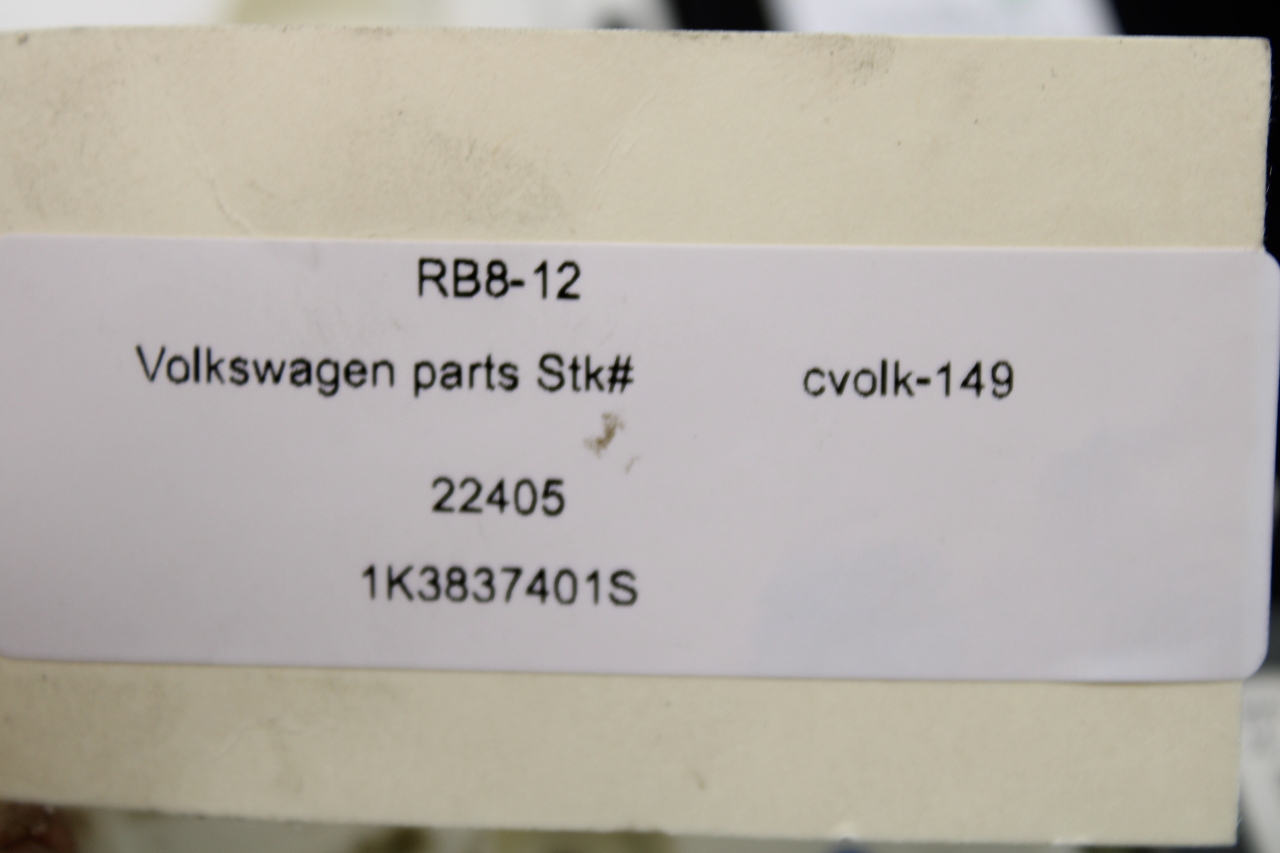 RB8-12
Volkswagen parts Stk# cvolk-149
22405
1K3837401S